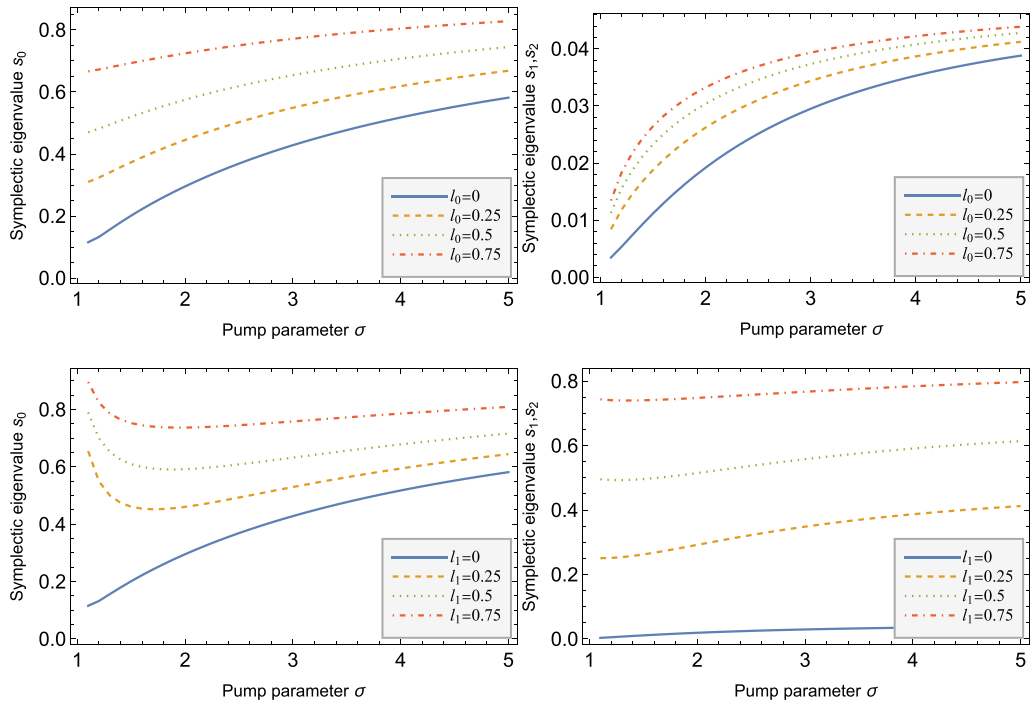 Symplectic eigenvalue s0
0.8
0.6
0.4
0.2
0.0
1 2 3 4 5
Pump parameter σ
l0=0
l0=0.25
l0=0.5
l0=0.75
Symplectic eigenvalue s1,s2
0.04
0.03
0.02
0.01
0.00
1 2 3 4 5
Pump parameter σ
l0=0
l0=0.25
l0=0.5
l0=0.75
Symplectic eigenvalue s0
0.8
0.6
0.4
0.2
0.0
1 2 3 4 5
Pump parameter σ
l1=0
l1=0.25
l1=0.5
l1=0.75
Symplectic eigenvalue s1,s2
0.8
0.6
0.4
0.2
0.0
1 2 3 4 5
Pump parameter σ
l1=0
l1=0.25
l1=0.5
l1=0.75